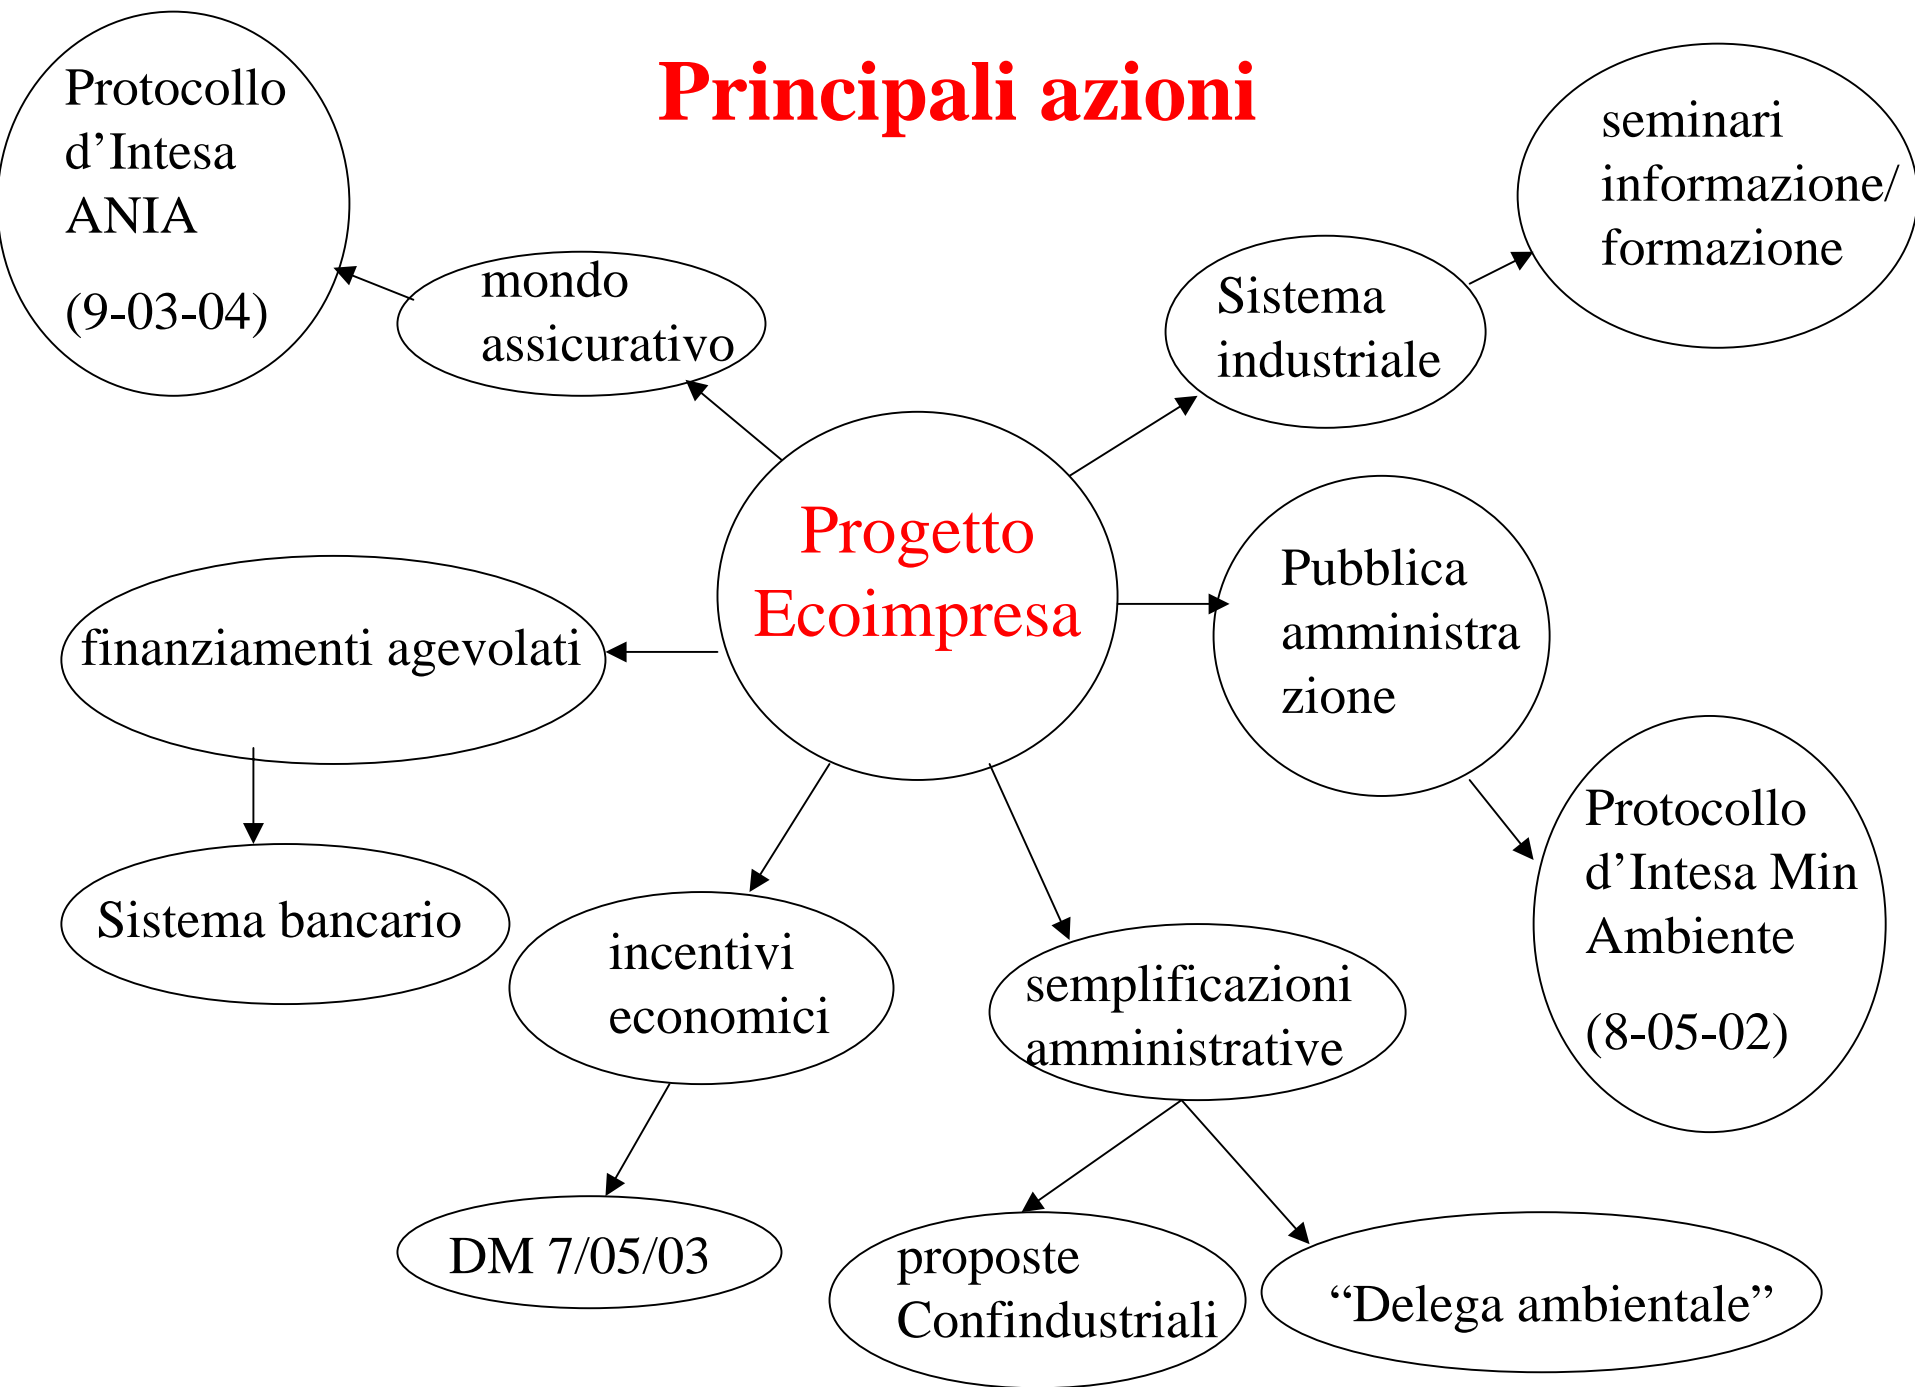 Principali azioni
Protocollo
d’Intesa
ANIA
(9-03-04)
mondo
assicurativo
Sistema
industriale
seminari
informazione/
formazione
Progetto
Ecoimpresa
Pubblica
amministra
zione
finanziamenti agevolati
Protocollo
d’Intesa Min
Ambiente
(8-05-02)
Sistema bancario
incentivi
economici
semplificazioni
amministrative
DM 7/05/03
proposte
Confindustriali
“Delega ambientale”